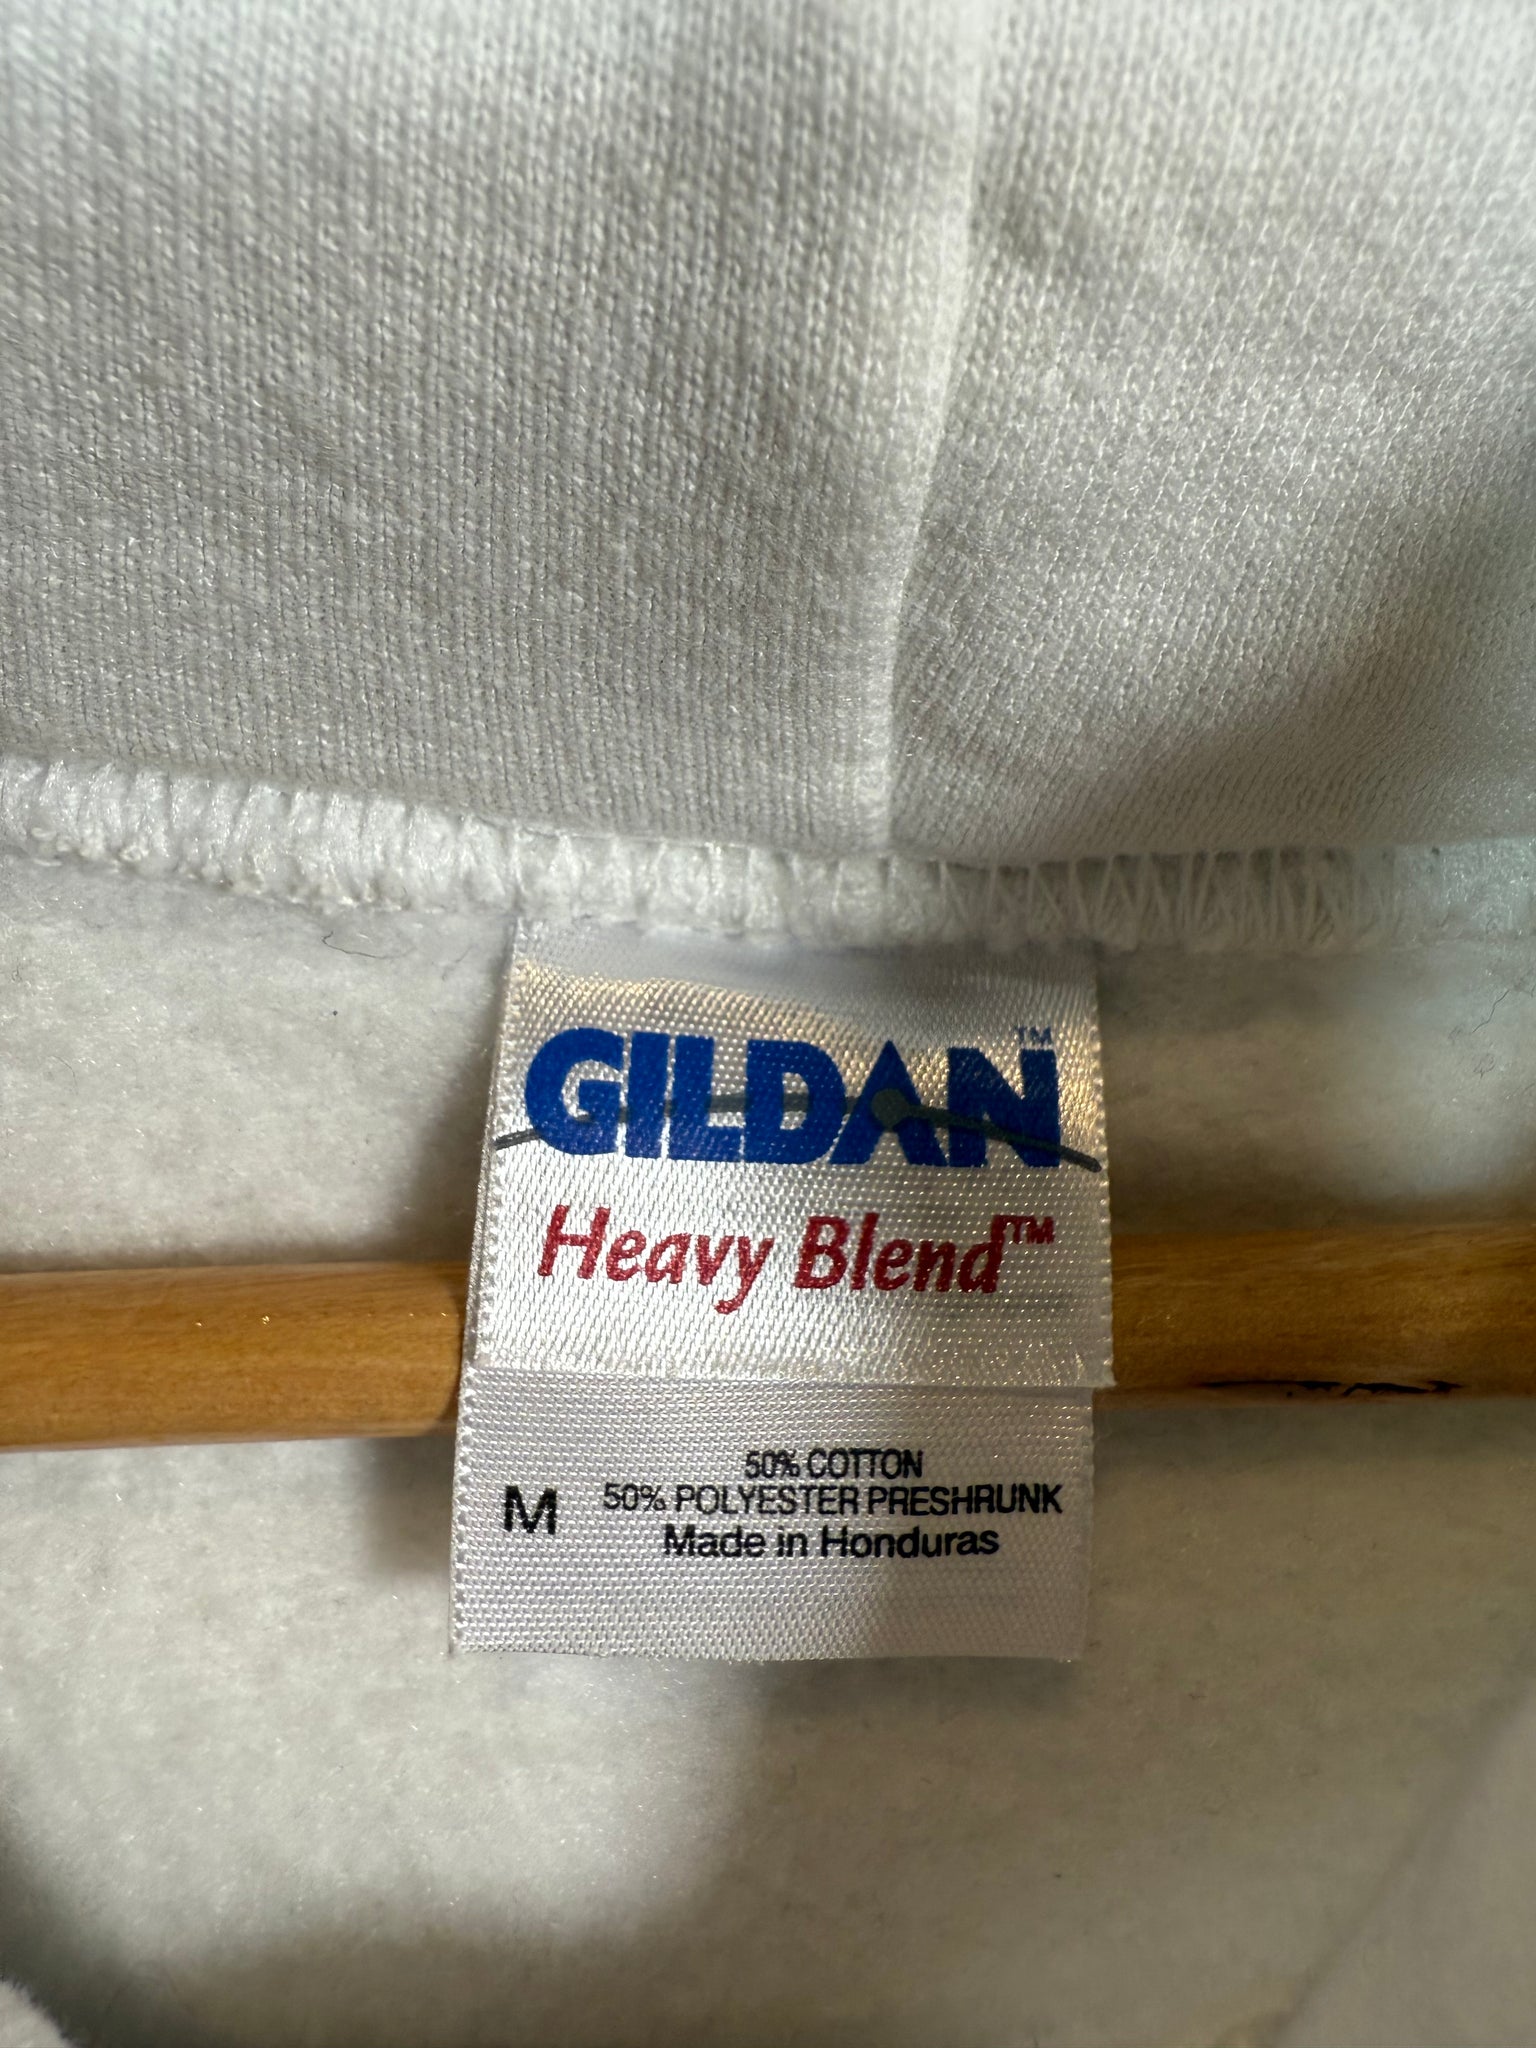 GILDAN™
Heavy Blend™
50% COTTON
M 50% POLYESTER PRESHRUNK
Made in Honduras